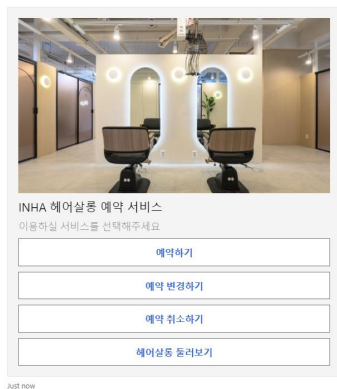 INHA 헤어살롱 예약 서비스
이용하실 서비스를 선택해주세요
예약하기
예약 변경하기
예약 취소하기
헤어살롱 둘러보기
Just now